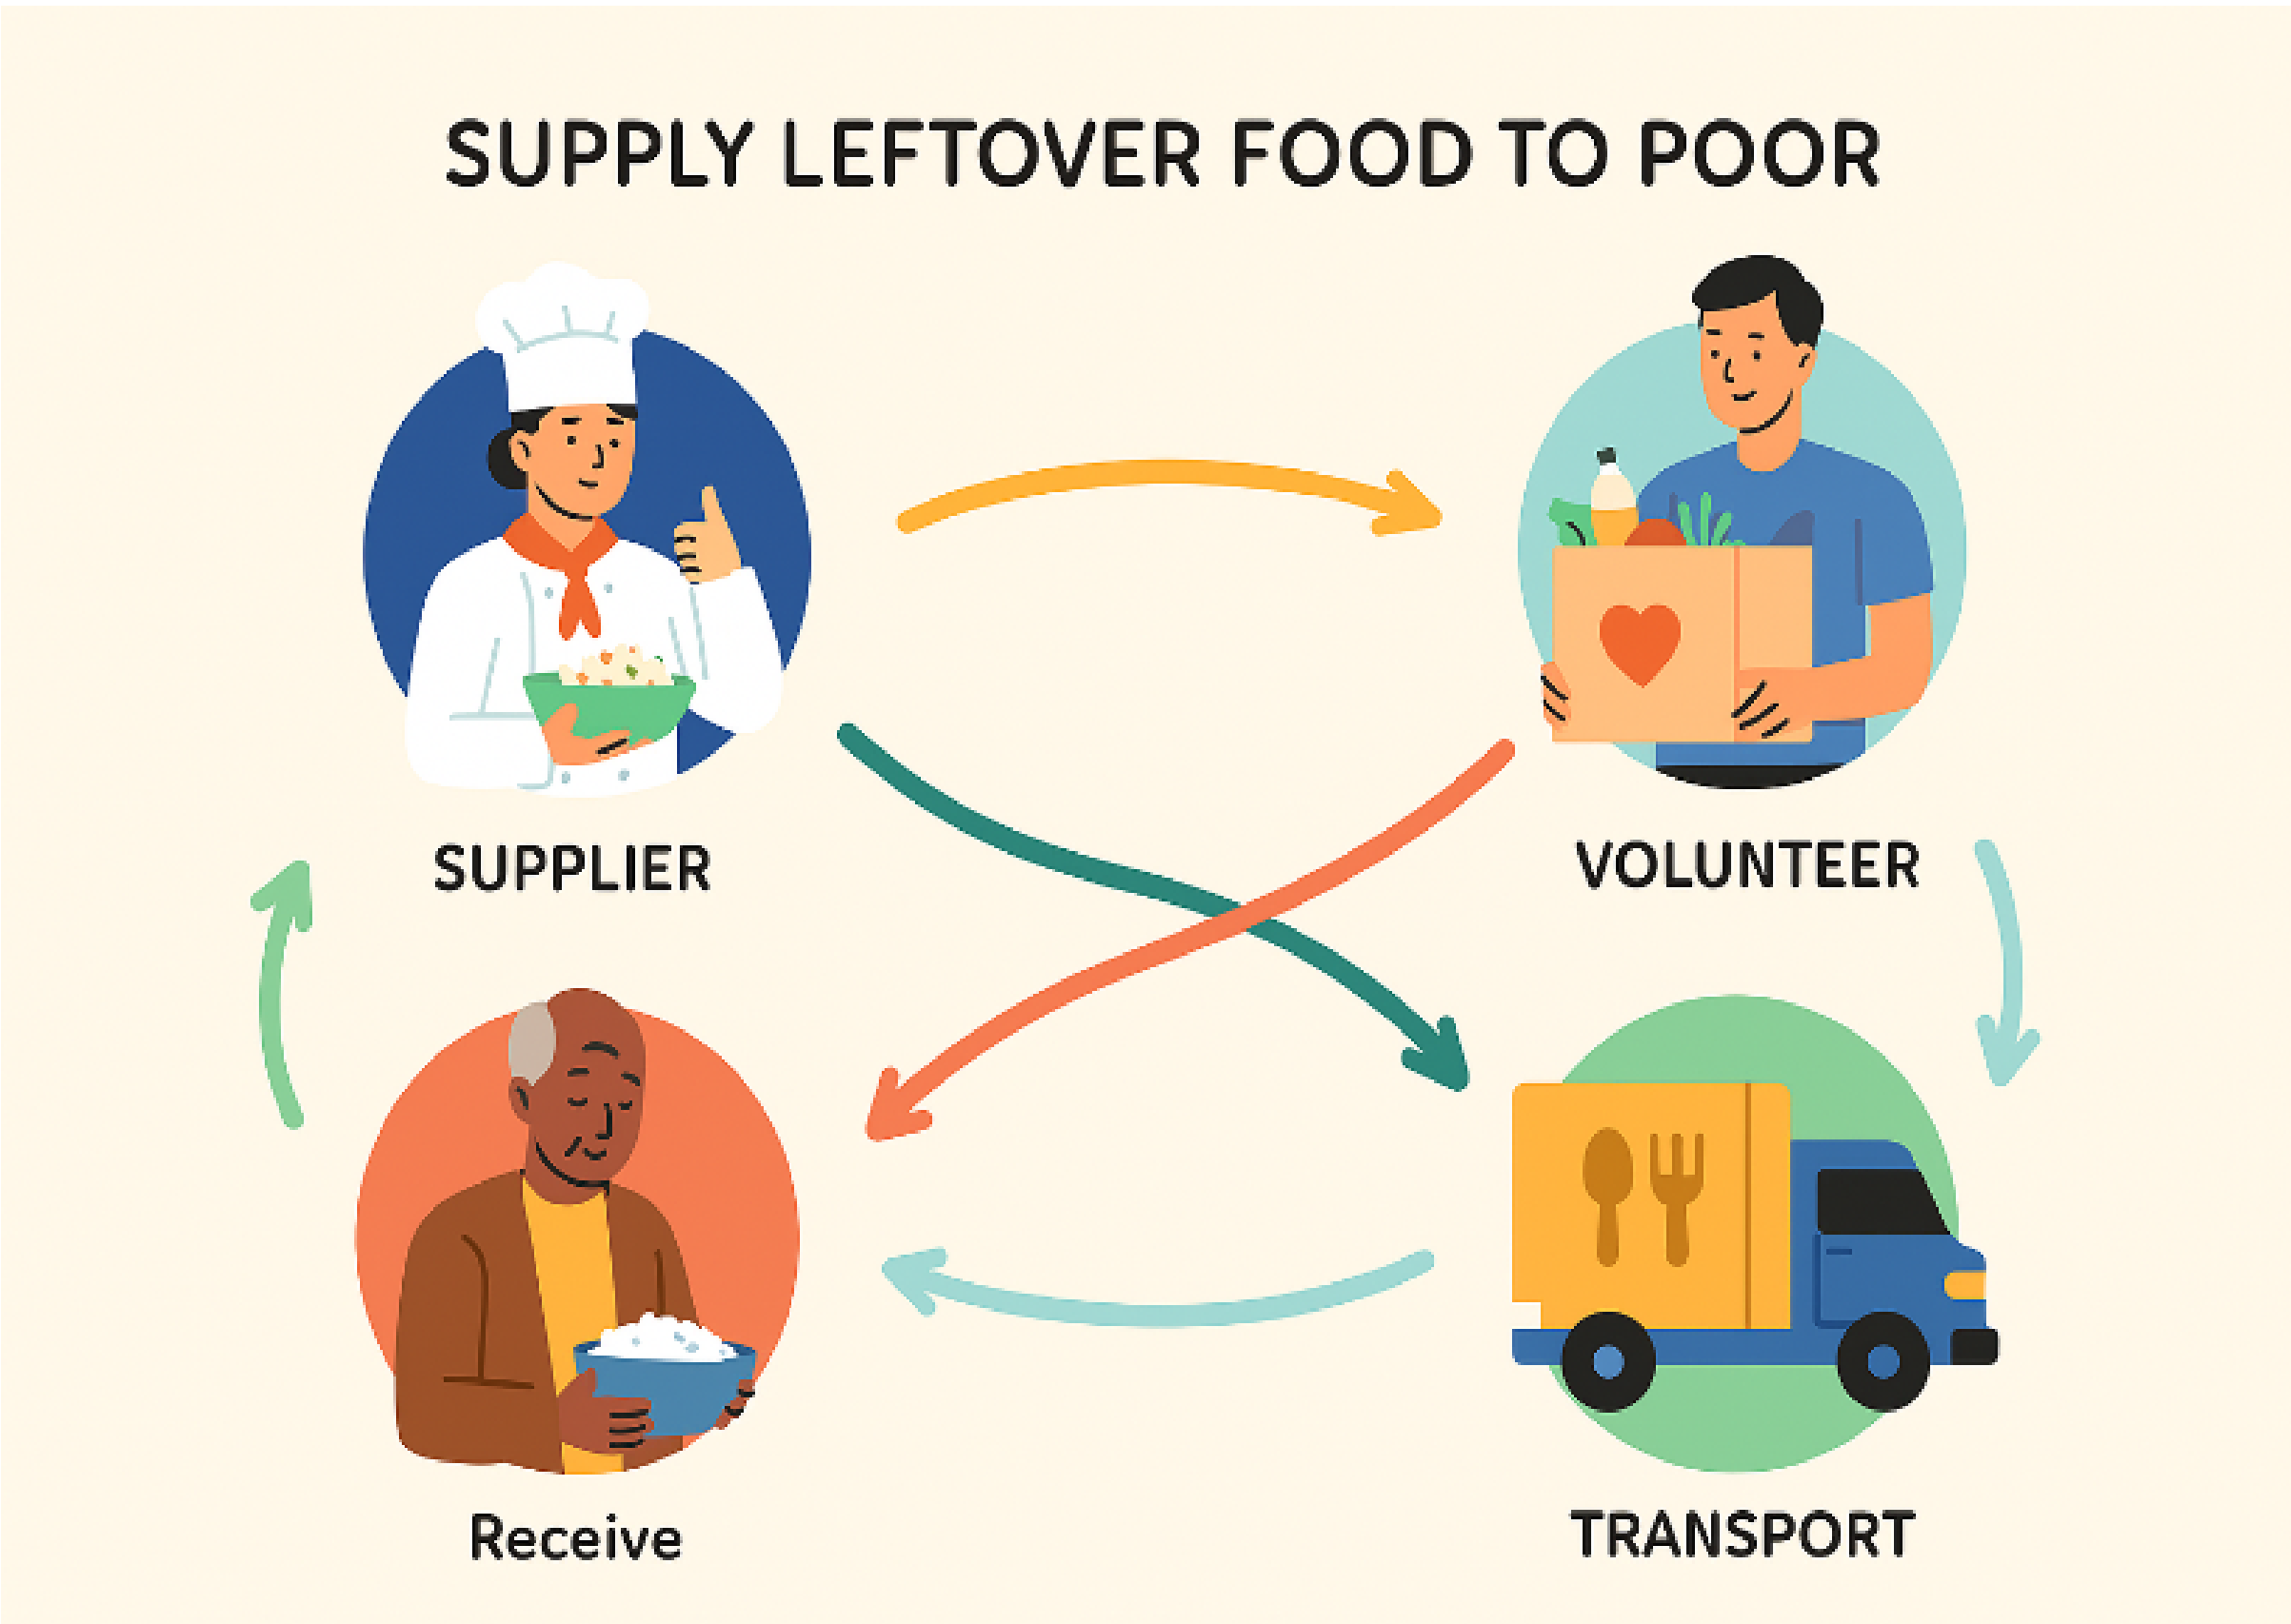 SUPPLY LEFTOVER FOOD TO POOR
SUPPLIER
VOLUNTEER
Receive
TRANSPORT